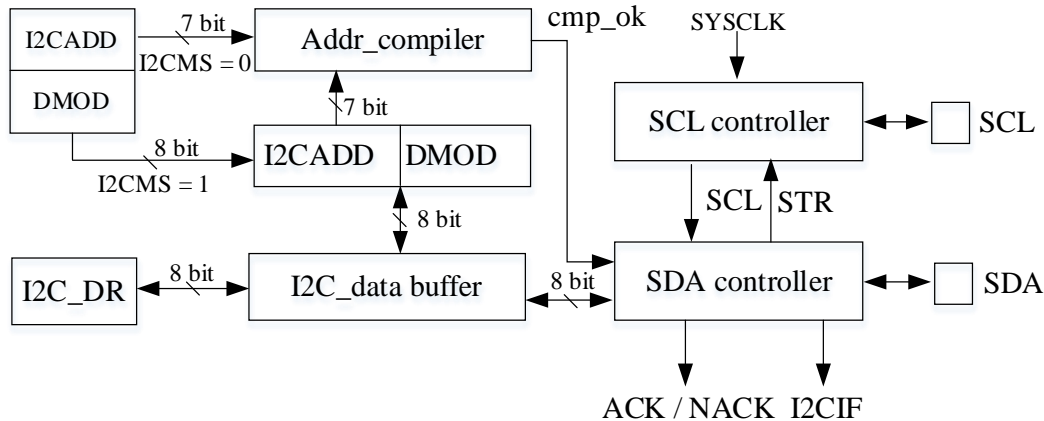 I2CADD
DMOD
7 bit
I2CMS = 0
Addr_compiler
cmp_ok
SYSCLK
7 bit
SCL controller
SCL
8 bit
I2CMS = 1
I2CADD
DMOD
SCL
STR
8 bit
I2C_DR
8 bit
I2C_data buffer
8 bit
SDA controller
SDA
ACK / NACK
I2CIF